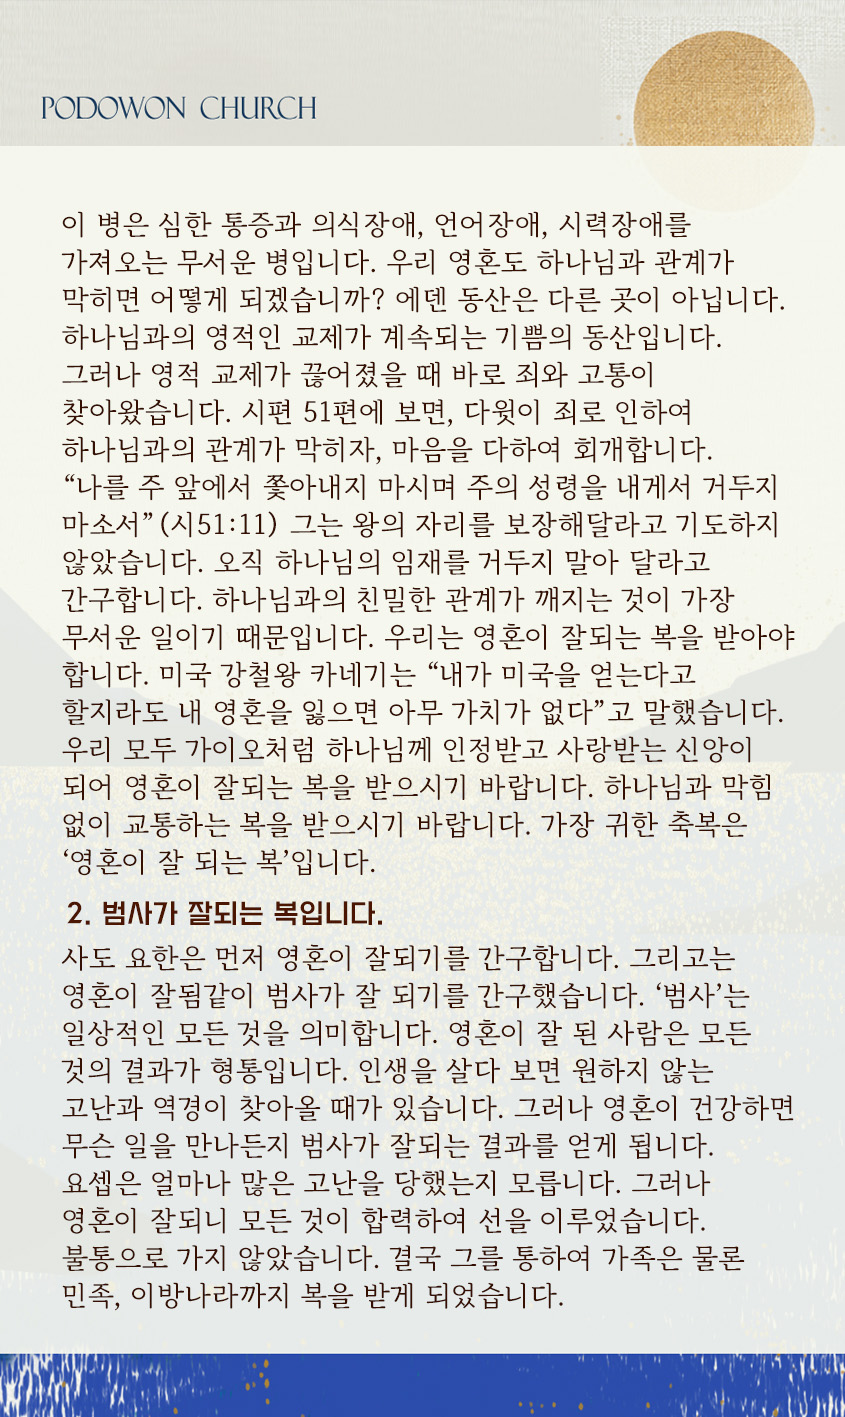 PODOWON CHURCH
이 병은 심한 통증과 의식장애, 언어장애, 시력장애를
가져오는 무서운 병입니다. 우리 영혼도 하나님과 관계가
막히면 어떻게 되겠습니까? 에덴 동산은 다른 곳이 아닙니다.
하나님과의 영적인 교제가 계속되는 기쁨의 동산입니다.
그러나 영적 교제가 끊어졌을 때 바로 죄와 고통이
찾아왔습니다. 시편 51편에 보면, 다윗이 죄로 인하여
하나님과의 관계가 막히자, 마음을 다하여 회개합니다.
“나를 주 앞에서 쫓아내지 마시며 주의 성령을 내게서 거두지
마소서”(시51:11) 그는 왕의 자리를 보장해달라고 기도하지
않았습니다. 오직 하나님의 임재를 거두지 말아 달라고
간구합니다. 하나님과의 친밀한 관계가 깨지는 것이 가장
무서운 일이기 때문입니다. 우리는 영혼이 잘되는 복을 받아야
합니다. 미국 강철왕 카네기는 “내가 미국을 얻는다고
할지라도 내 영혼을 잃으면 아무 가치가 없다”고 말했습니다.
우리 모두 가이오처럼 하나님께 인정받고 사랑받는 신앙이
되어 영혼이 잘되는 복을 받으시기 바랍니다. 하나님과 막힘
없이 교통하는 복을 받으시기 바랍니다. 가장 귀한 축복은
‘영혼이 잘 되는 복’입니다.
2. 범사가 잘되는 복입니다.
사도 요한은 먼저 영혼이 잘되기를 간구합니다. 그리고는
영혼이 잘됨같이 범사가 잘 되기를 간구했습니다. ‘범사’는
일상적인 모든 것을 의미합니다. 영혼이 잘 된 사람은 모든
것의 결과가 형통입니다. 인생을 살다 보면 원하지 않는
고난과 역경이 찾아올 때가 있습니다. 그러나 영혼이 건강하면
무슨 일을 만나든지 범사가 잘되는 결과를 얻게 됩니다.
요셉은 얼마나 많은 고난을 당했는지 모릅니다. 그러나
영혼이 잘되니 모든 것이 합력하여 선을 이루었습니다.
불통으로 가지 않았습니다. 결국 그를 통하여 가족은 물론
민족, 이방나라까지 복을 받게 되었습니다.